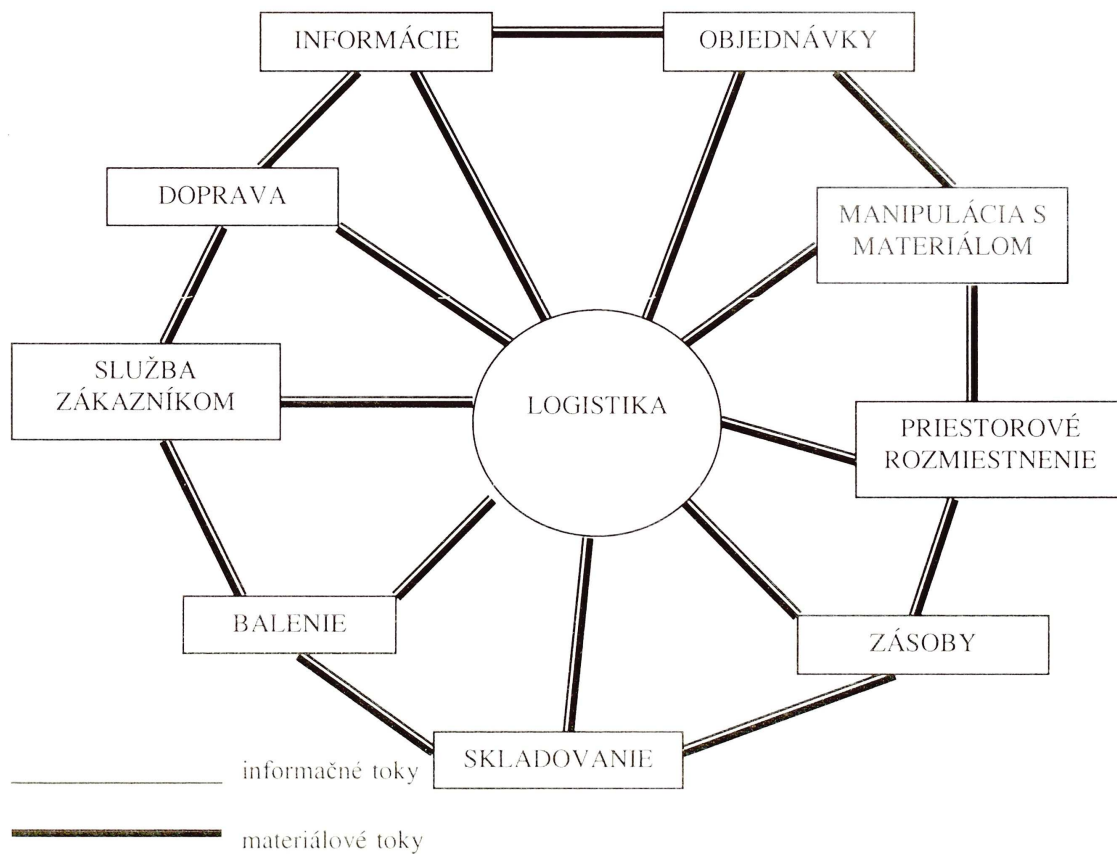 INFORMÁCIE
OBJEDNÁVKY
DOPRAVA
MANIPULÁCIA S
MATERIÁLOM
SLUŽBA
ZÁKAZNÍKOM
LOGISTIKA
PRIESTOROVÉ
ROZMIESTNENIE
BALENIE
ZÁSOBY
SKLADOVANIE
informačné toky
materiálové toky